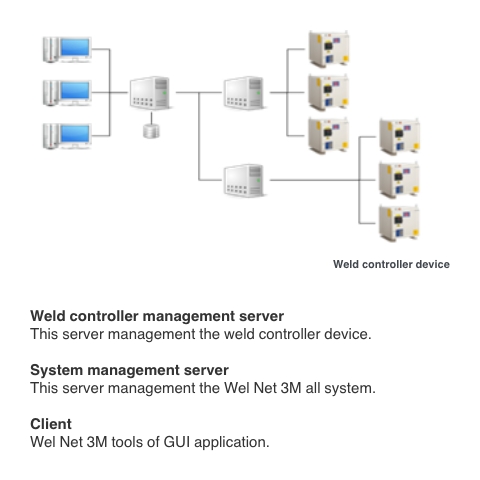 Weld controller device
Weld controller management server
This server management the weld controller device.
System management server
This server management the Wel Net 3M all system.
Client
Wel Net 3M tools of GUI application.